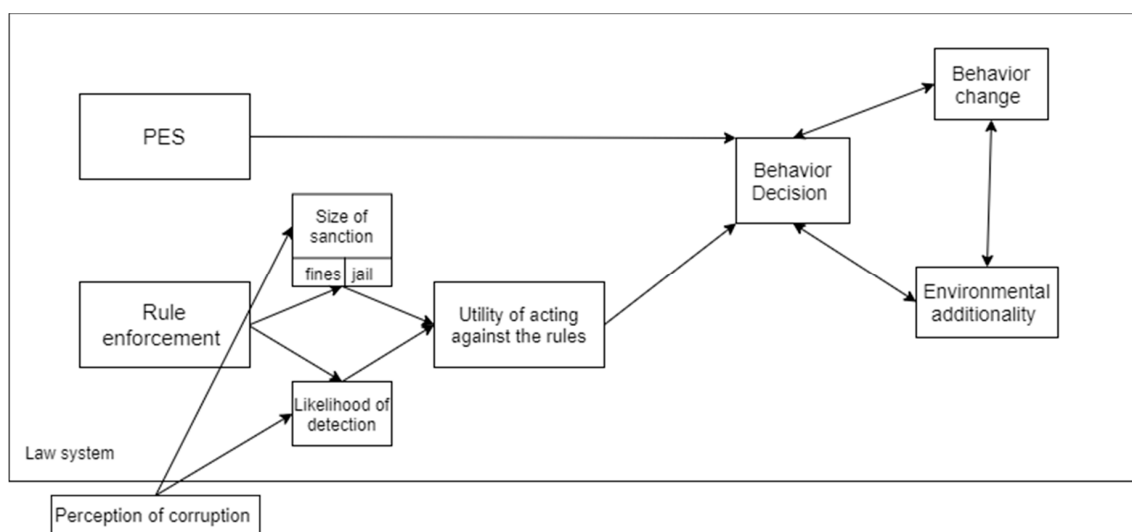 Behavior
change
PES
Behavior
Decision
Size of
sanction
fines jail
Rule
enforcement
Utility of acting
against the rules
Environmental
additionality
Likelihood of
detection
Law system
Perception of corruption